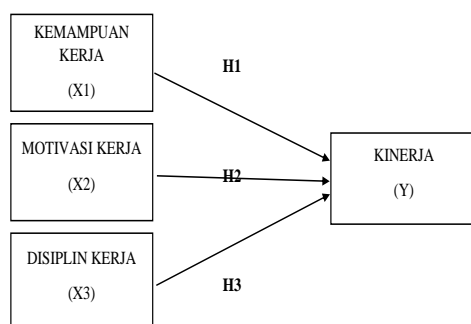 KEMAMPUAN
KERJA
(X1)
H1
MOTIVASI KERJA
(X2)
H2
KINERJA
(Y)
DISIPLIN KERJA
(X3)
H3